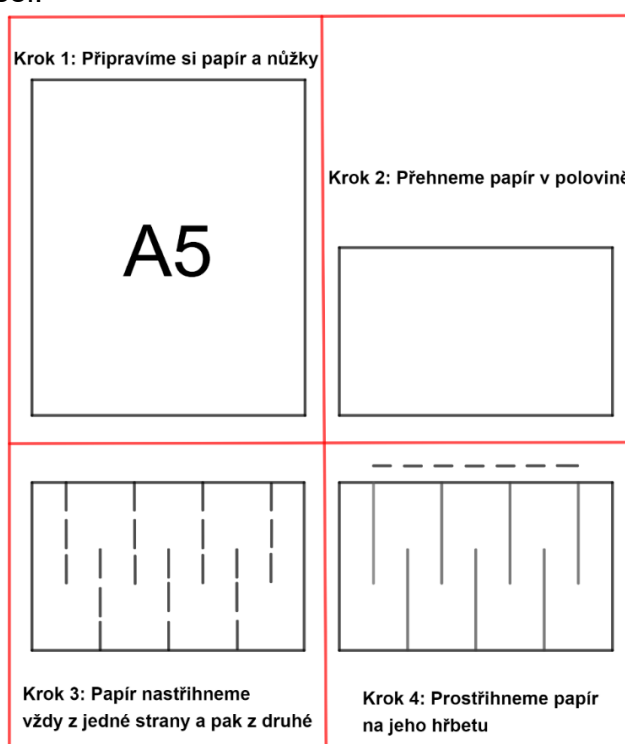 Krok 1: Připravíme si papír a nůžky
A5
Krok 2: Přehneme papír v polovině
Krok 3: Papír nastřihneme
vždy z jedné strany a pak z druhé
Krok 4: Prostřihneme papír
na jeho hřbetu